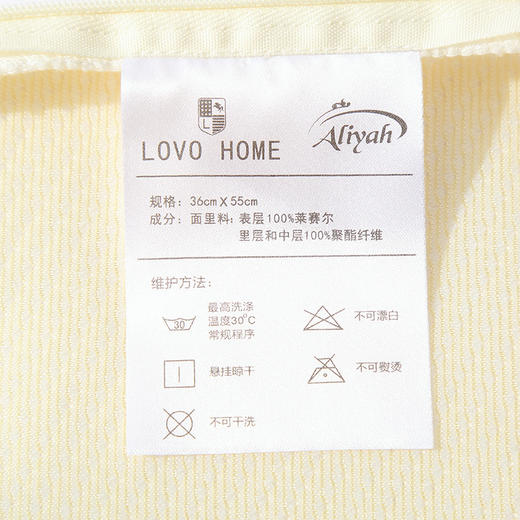 L
LOVO HOME
Aliyah
规格: 36cm X 55cm
成分: 面里料: 表层100%莱赛尔
里层和中层100%聚酯纤维
维护方法:
30
最高洗涤
温度30℃
常规程序
不可漂白
悬挂晾干
不可熨烫
不可干洗